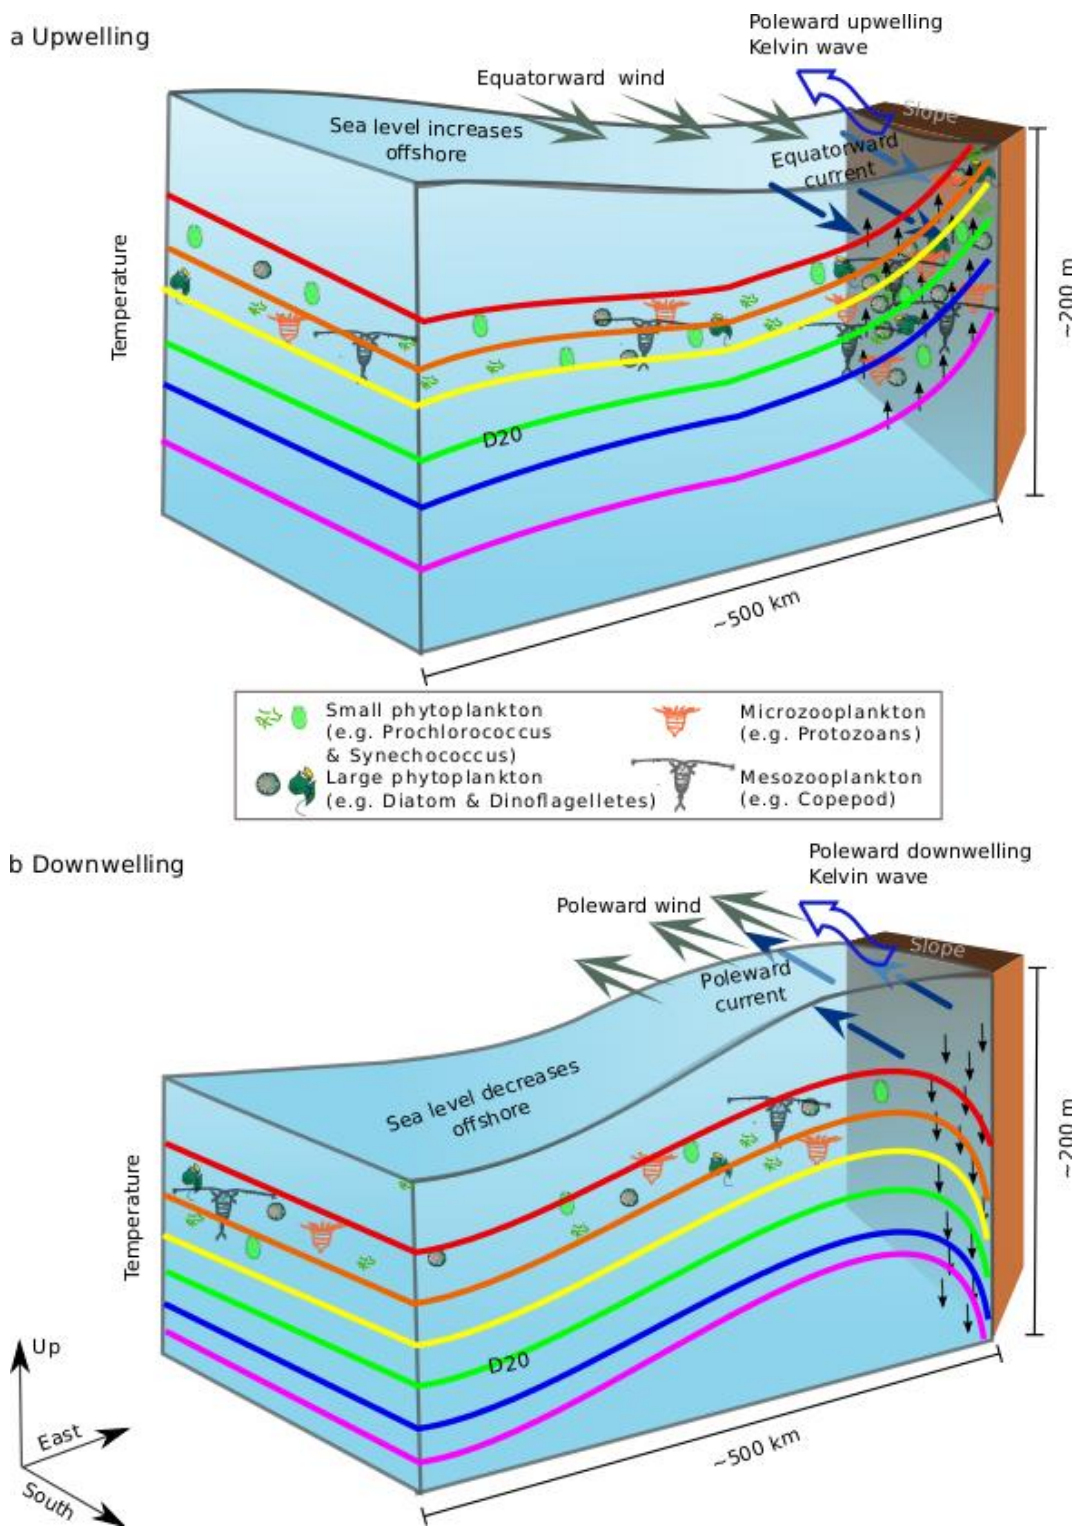 a Upwelling
Poleward upwelling
Kelvin wave
Equatorward wind
Slope
Sea level increases
offshore
Equatorward
current
Temperature
~200 m
D20
~500 km
Small phytoplankton
(e.g. Prochlorococcus
& Synechococcus)
Large phytoplankton
(e.g. Diatom & Dinoflagelletes)
Microzooplankton
(e.g. Protozoans)
Mesozooplankton
(e.g. Copepod)
b Downwelling
Poleward downwelling
Kelvin wave
Poleward wind
Slope
Poleward
current
Sea level decreases
offshore
Temperature
~200 m
D20
~500 km
Up
East
South